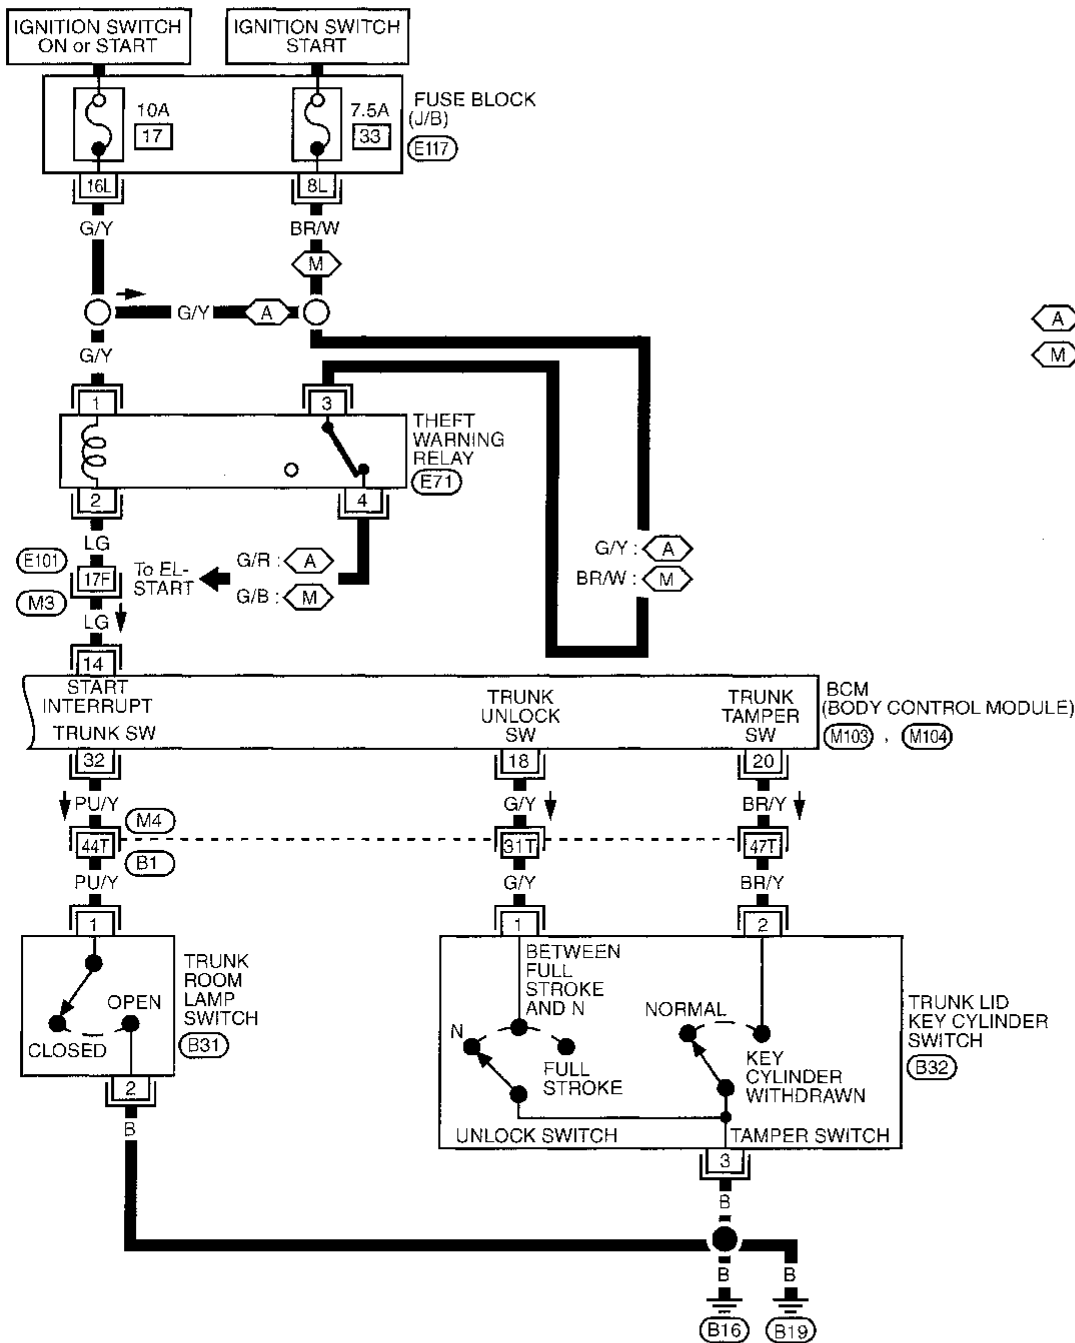 IGNITION SWITCH
ON or START
IGNITION SWITCH
START
10A
17
7.5A
33
FUSE BLOCK
(J/B)
E117
16L
8L
G/Y
BR/W
M
G/Y
A
A
M
G/Y
1
3
THEFT
WARNING
RELAY
E71
2
4
LG
E101
17F
M3
To EL-
START
G/R : A
G/B : M
G/Y : A
BR/W : M
LG
14
START
INTERRUPT
TRUNK SW
TRUNK
UNLOCK
SW
TRUNK
TAMPER
SW
BCM
(BODY CONTROL MODULE)
M103 , M104
32
18
20
PU/Y
G/Y
BR/Y
M4
44T
31T
47T
B1
PU/Y
G/Y
BR/Y
1
1
2
OPEN
CLOSED
TRUNK
ROOM
LAMP
SWITCH
B31
2
B
BETWEEN
FULL
STROKE
AND N
N
FULL
STROKE
UNLOCK SWITCH
NORMAL
KEY
CYLINDER
WITHDRAWN
TAMPER SWITCH
TRUNK LID
KEY CYLINDER
SWITCH
B32
3
B
B
B
B16
B19